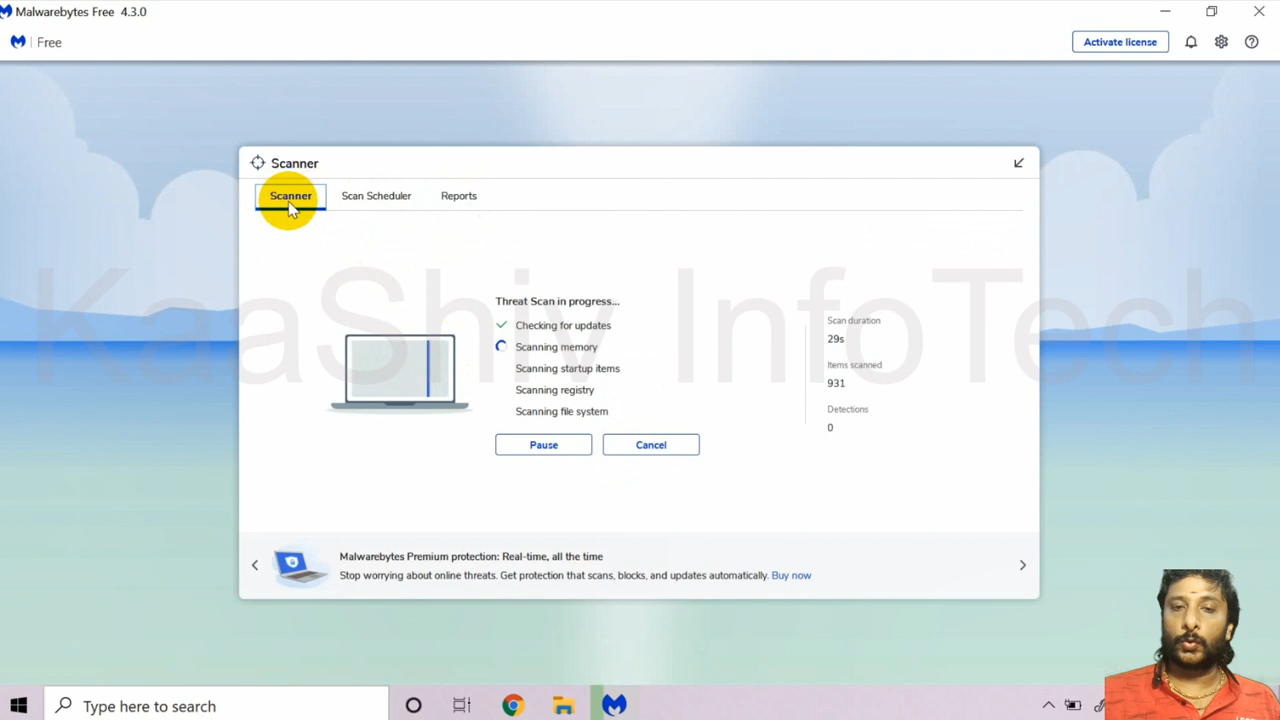 Malwarebytes Free 4.3.0
Free
Activate license
Scanner
Scanner Scan Scheduler Reports
KaaShiv InfoTech
Threat Scan in progress...
Checking for updates
Scanning memory
Scanning startup items
Scanning registry
Scanning file system
Pause Cancel
Scan duration
29s
Items scanned
931
Detections
0
Malwarebytes Premium protection: Real-time, all the time
Stop worrying about online threats. Get protection that scans, blocks, and updates automatically. Buy now
Type here to search